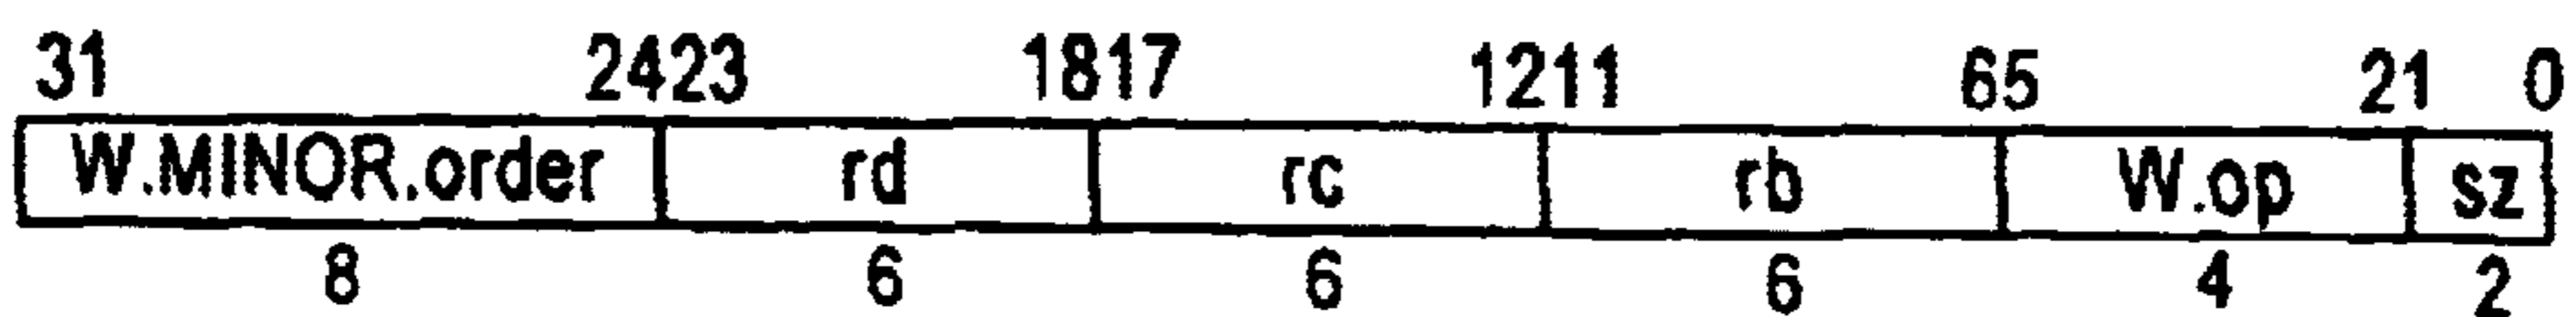 31 2423 1817 1211 65 21 0
W.MINOR.order rd rc rb W.op sz
8 6 6 6 4 2